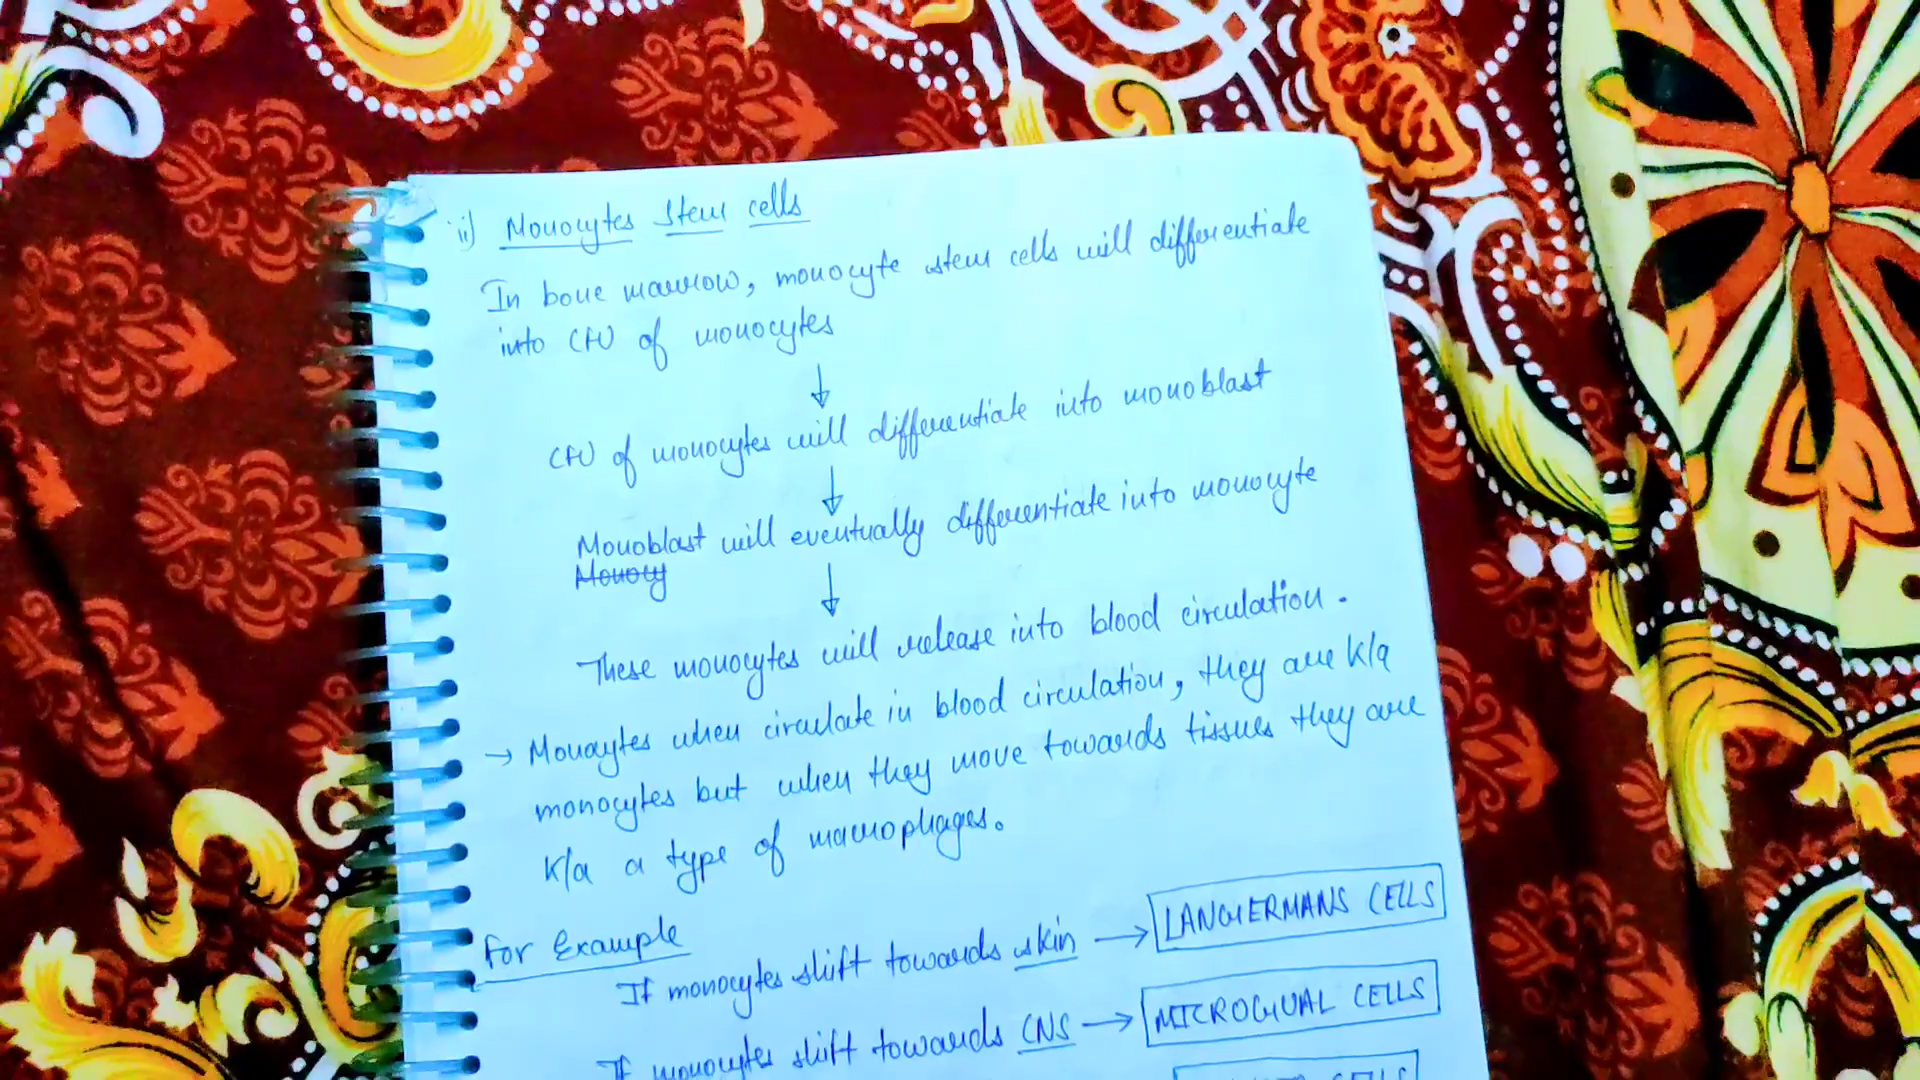 ii) Monocytes stem cells
In bone marrow, monocyte stem cells will differentiate
into CFU of monocytes
↓
CFU of monocytes will differentiate into monoblast
↓
Monoblast will eventually differentiate into monocyte
Monocy
↓
These monocytes will release into blood circulation.
→ Monocytes when circulate in blood circulation, they are k/a
monocytes but when they move towards tissues they are
k/a a type of macrophages.
For Example
If monocytes shift towards skin → LANGERMANS CELLS
If monocytes shift towards CNS → MICROGLIAL CELLS
CELLS